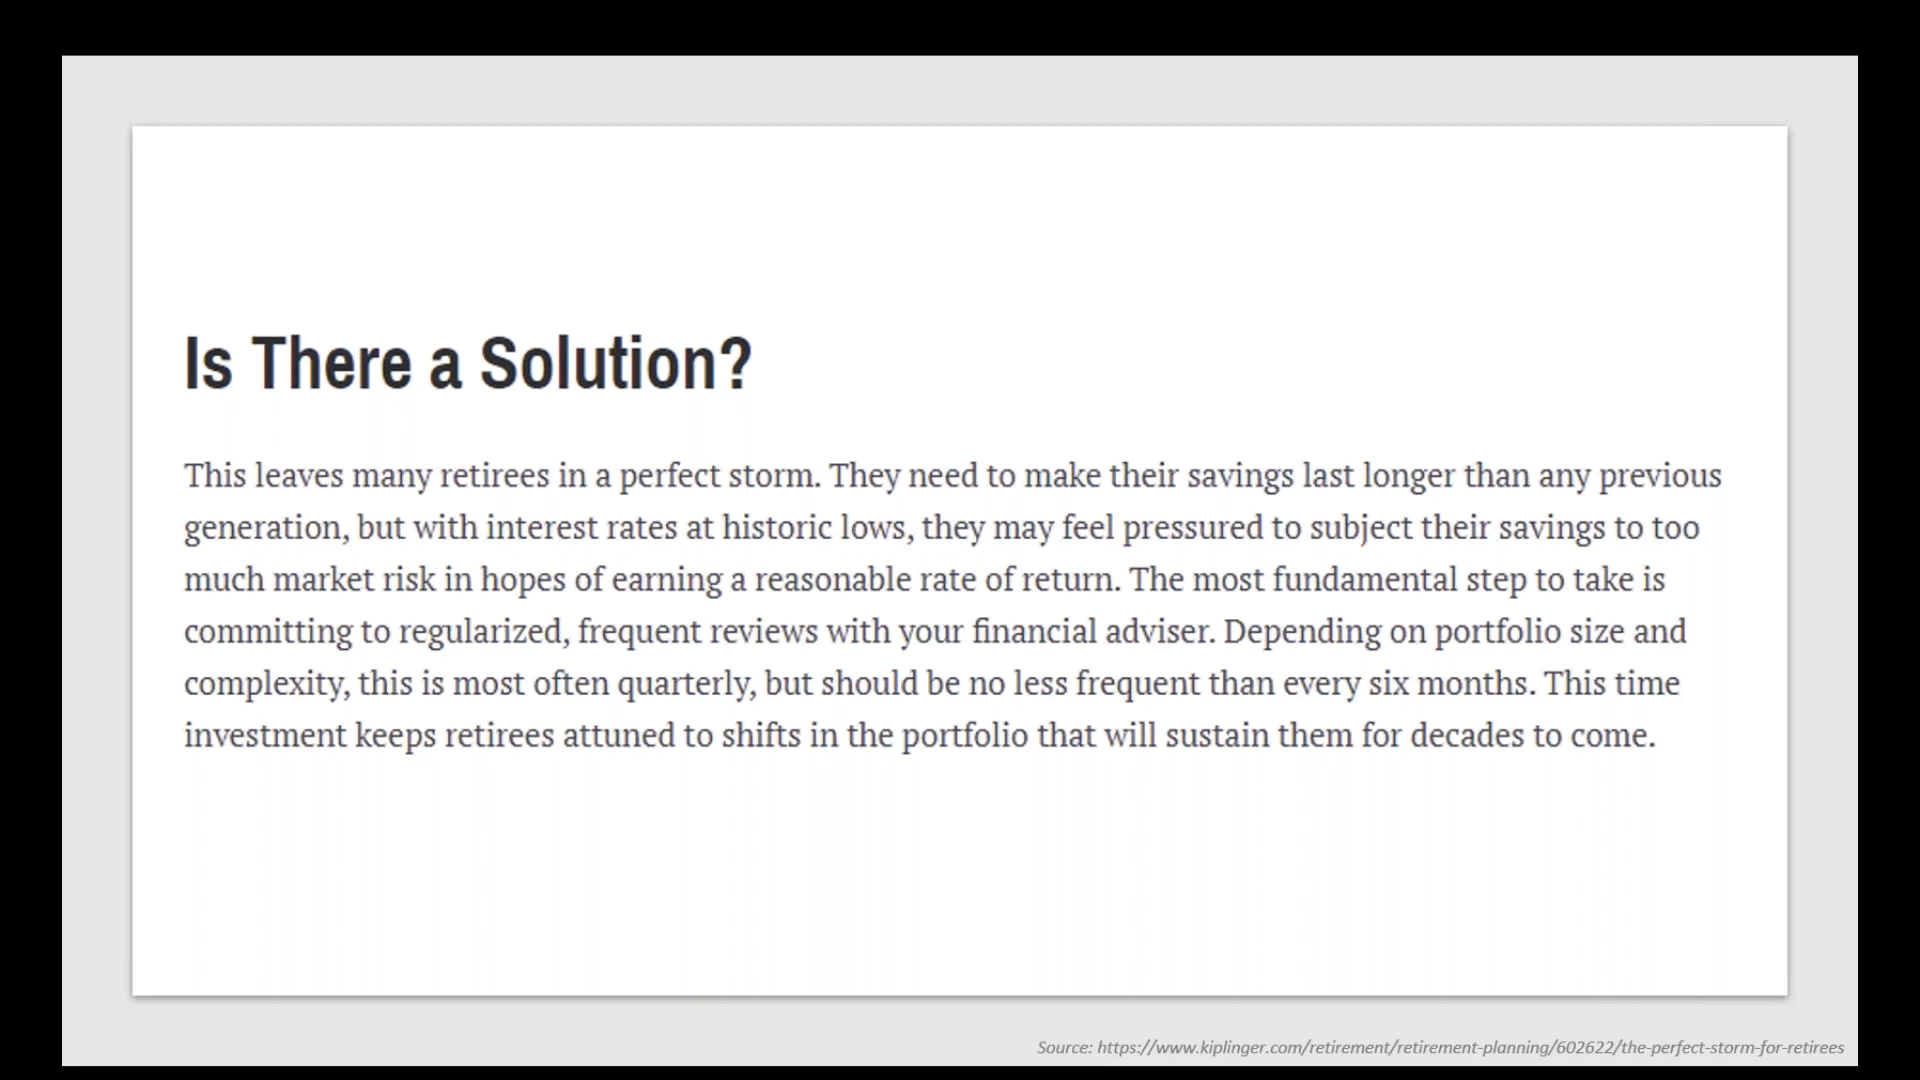 Is There a Solution?
This leaves many retirees in a perfect storm. They need to make their savings last longer than any previous
generation, but with interest rates at historic lows, they may feel pressured to subject their savings to too
much market risk in hopes of earning a reasonable rate of return. The most fundamental step to take is
committing to regularized, frequent reviews with your financial adviser. Depending on portfolio size and
complexity, this is most often quarterly, but should be no less frequent than every six months. This time
investment keeps retirees attuned to shifts in the portfolio that will sustain them for decades to come.
Source: https://www.kiplinger.com/retirement/retirement-planning/602622/the-perfect-storm-for-retirees